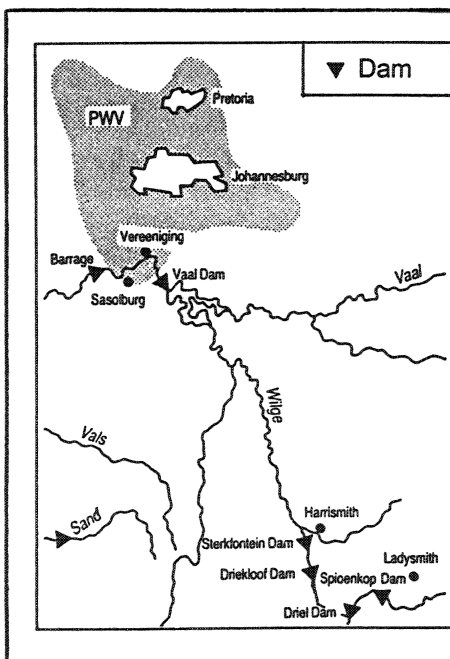 ▼ Dam
Pretoria
PWV
Johannesburg
Vereeniging
Barrage
Vaal Dam
Vaal
Sasolburg
Wilge
Vals
Harrismith
Sand
Sterkfontein Dam
Ladysmith
Driekloof Dam
Spioenkop Dam
Driel Dam